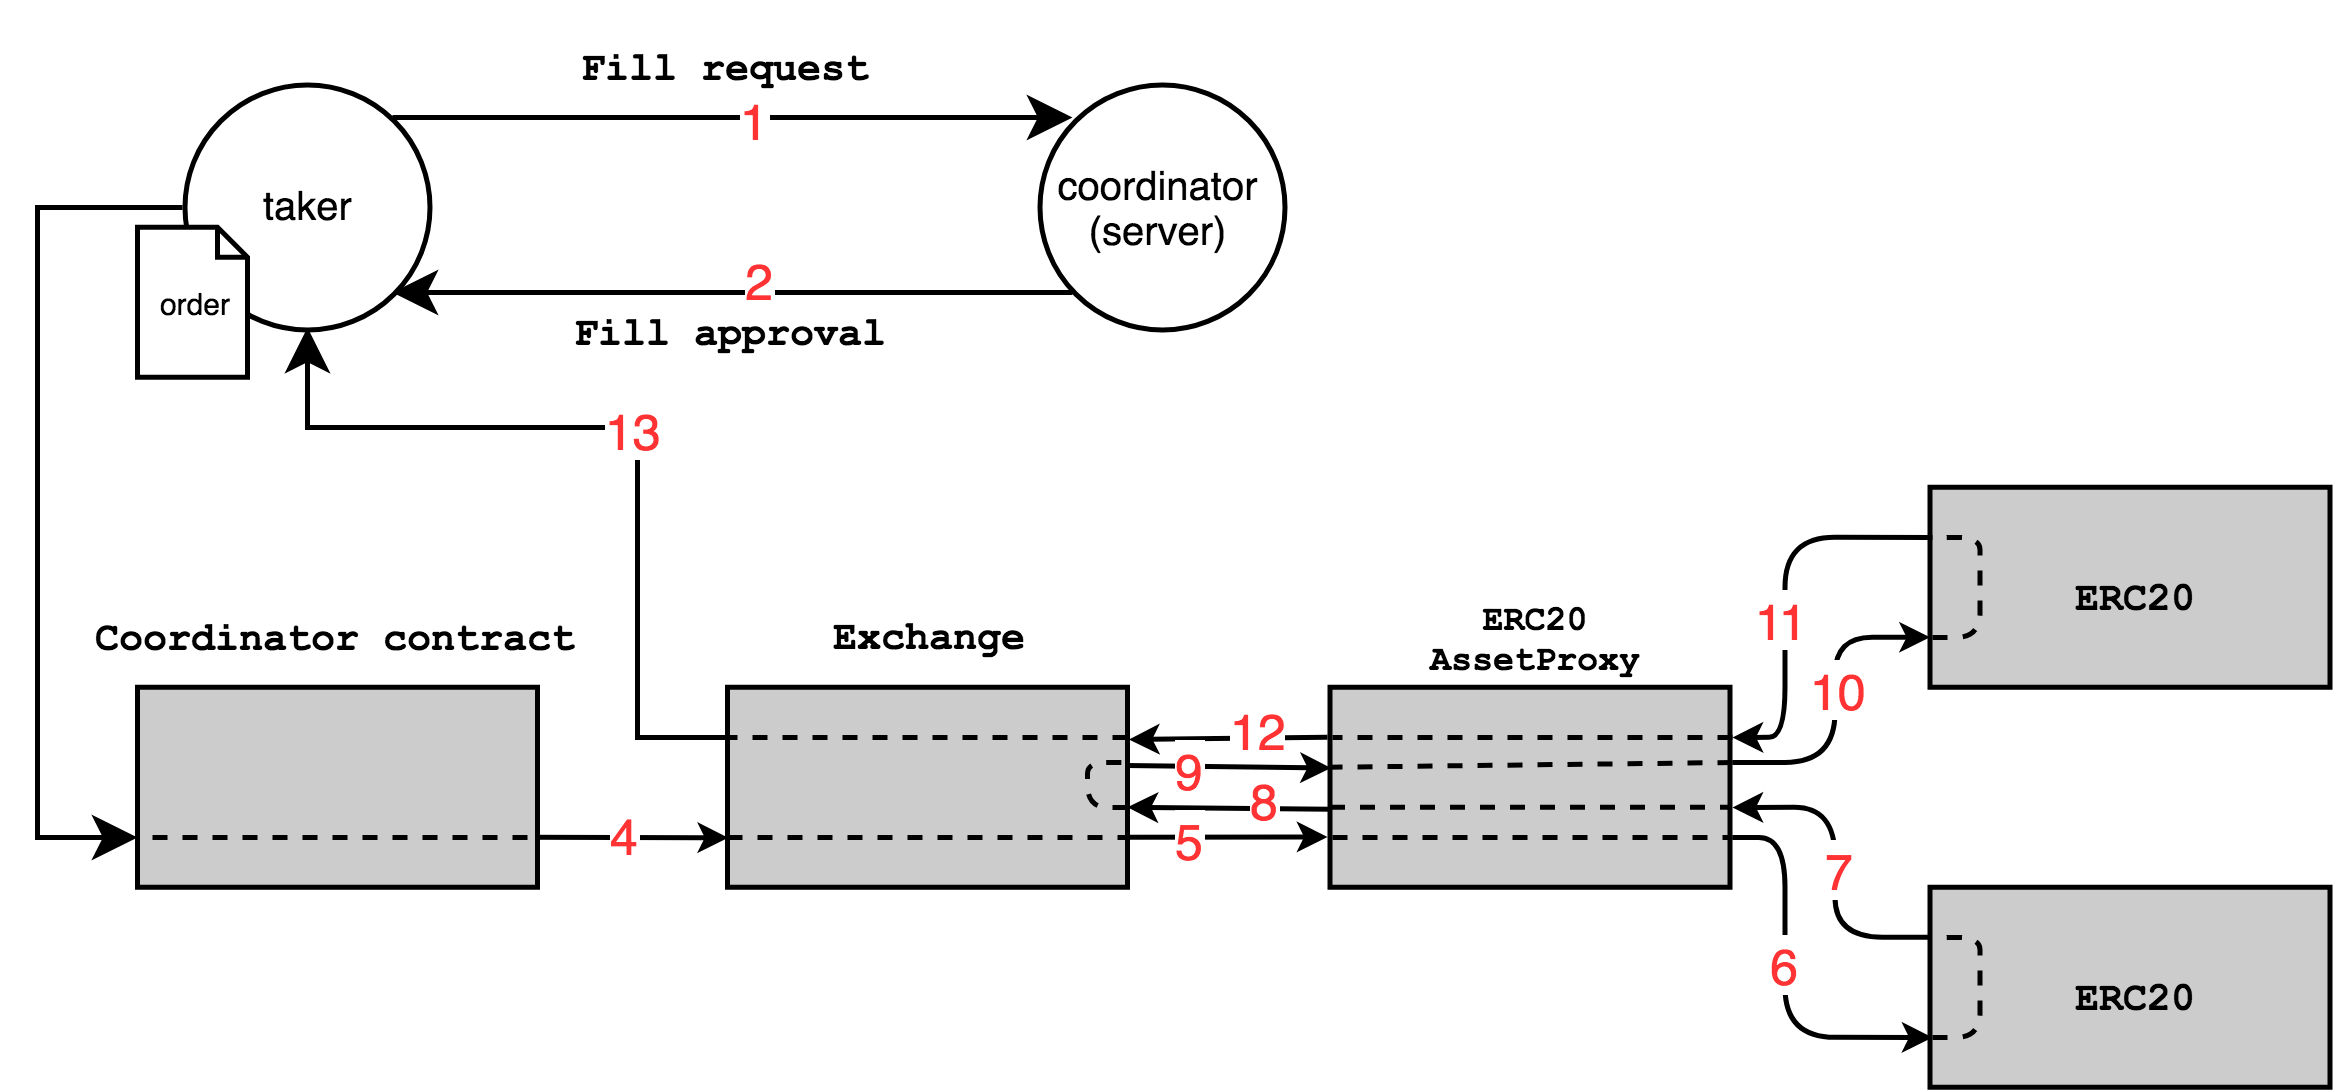 Fill request
1
taker
coordinator
(server)
2
order
Fill approval
13
11
ERC20
ERC20
AssetProxy
Coordinator contract
Exchange
10
12
9
8
4
5
7
6
ERC20